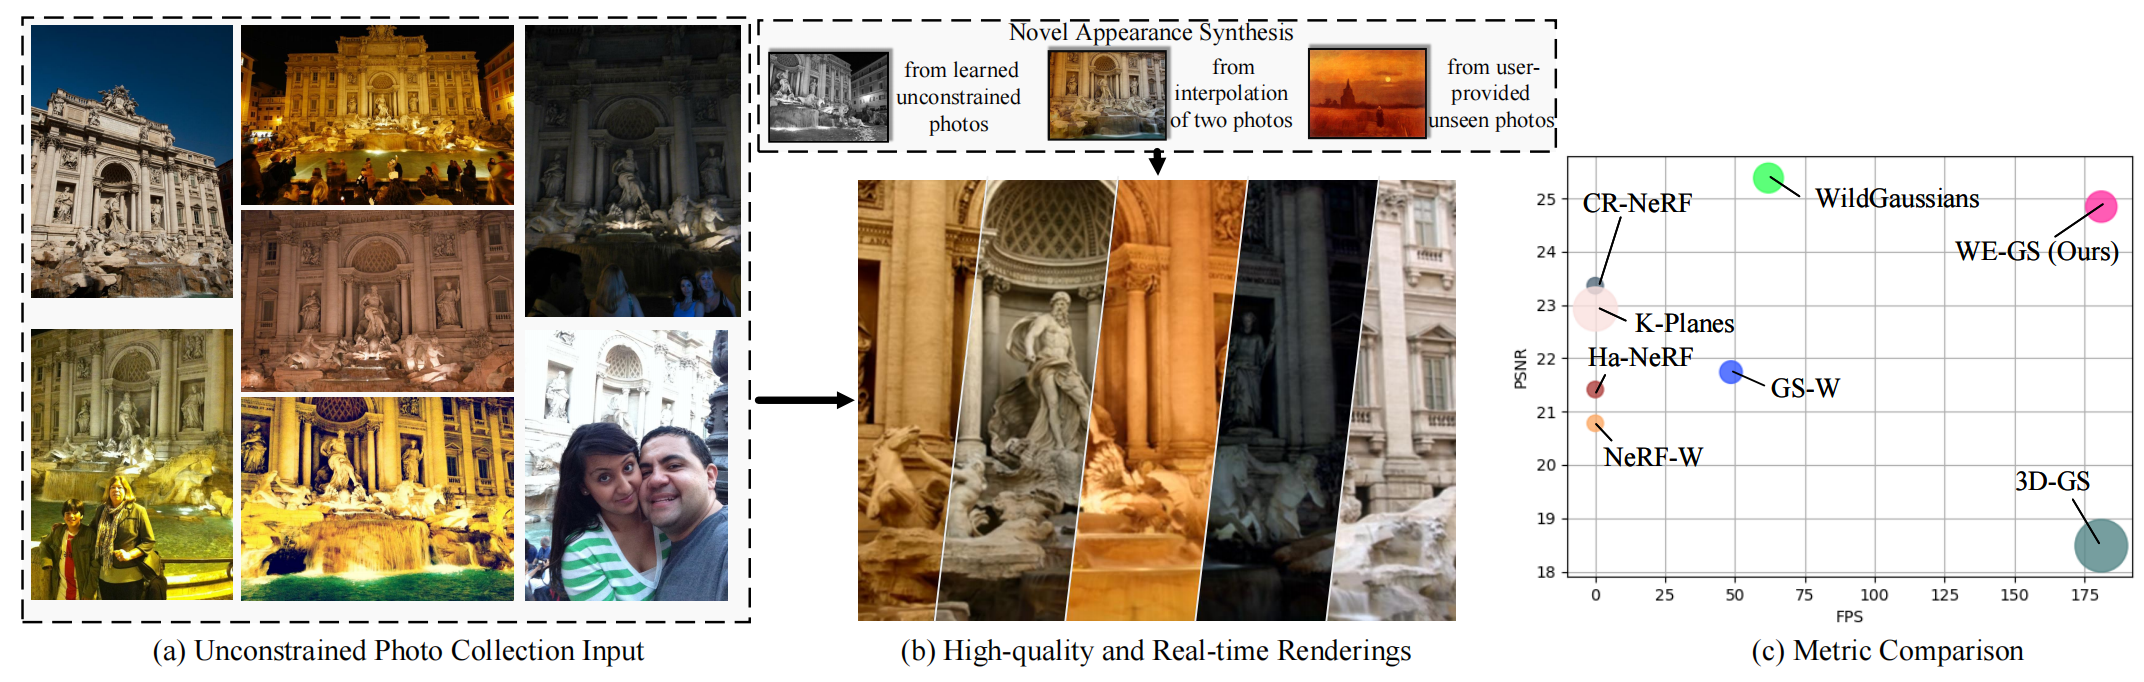 Novel Appearance Synthesis
from learned
unconstrained
photos
from
interpolation
of two photos
from user-
provided
unseen photos
(a) Unconstrained Photo Collection Input
(b) High-quality and Real-time Renderings
CR-NeRF
WildGaussians
WE-GS (Ours)
K-Planes
Ha-NeRF
GS-W
NeRF-W
3D-GS
PSNR
25
24
23
22
21
20
19
18
0 25 50 75 100 125 150 175
FPS
(c) Metric Comparison